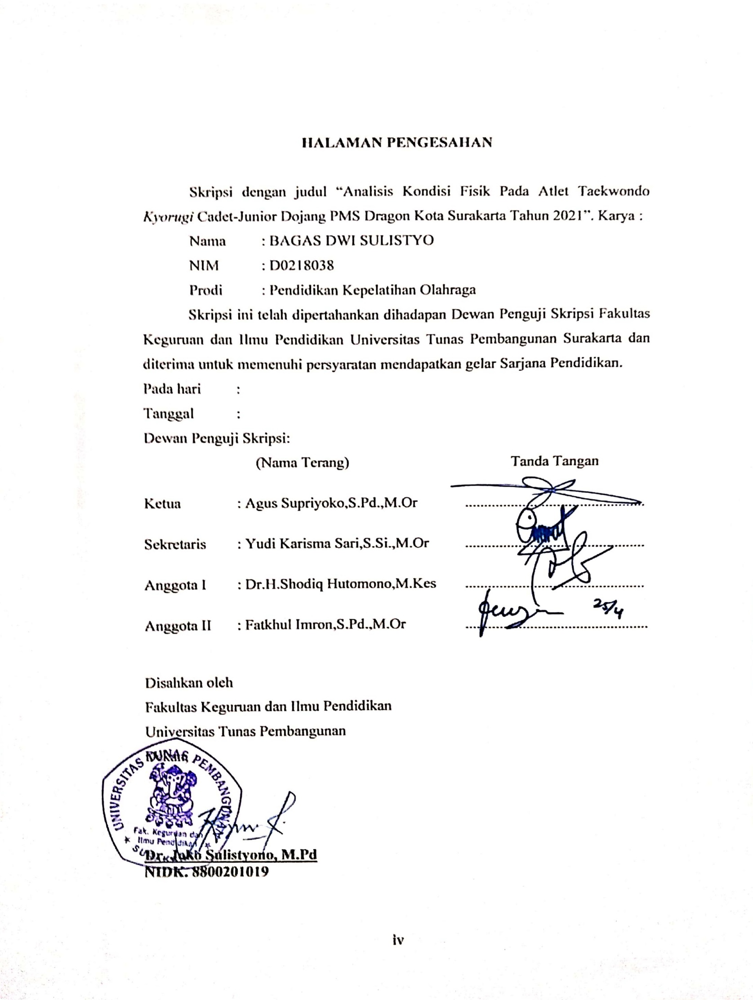 HALAMAN PENGESAHAN
Skripsi dengan judul “Analisis Kondisi Fisik Pada Atlet Taekwondo
Kyorugi Cadet-Junior Dojang PMS Dragon Kota Surakarta Tahun 2021”. Karya :
Nama : BAGAS DWI SULISTYO
NIM : D0218038
Prodi : Pendidikan Kepelatihan Olahraga
Skripsi ini telah dipertahankan dihadapan Dewan Penguji Skripsi Fakultas
Keguruan dan Ilmu Pendidikan Universitas Tunas Pembangunan Surakarta dan
diterima untuk memenuhi persyaratan mendapatkan gelar Sarjana Pendidikan.
Pada hari :
Tanggal :
Dewan Penguji Skripsi:
(Nama Terang) Tanda Tangan
Ketua : Agus Supriyoko,S.Pd.,M.Or
Sekretaris : Yudi Karisma Sari,S.Si.,M.Or
Anggota I : Dr.H.Shodiq Hutomono,M.Kes
25/4
Anggota II : Fatkhul Imron,S.Pd.,M.Or
Disahkan oleh
Fakultas Keguruan dan Ilmu Pendidikan
Universitas Tunas Pembangunan
UNIVERSITAS TUNAS PEMBANGUNAN
Fak. Keguruan dan
Ilmu Pendidikan
Dr. Joko Sulistyono, M.Pd
NIDK. 8800201019
iv